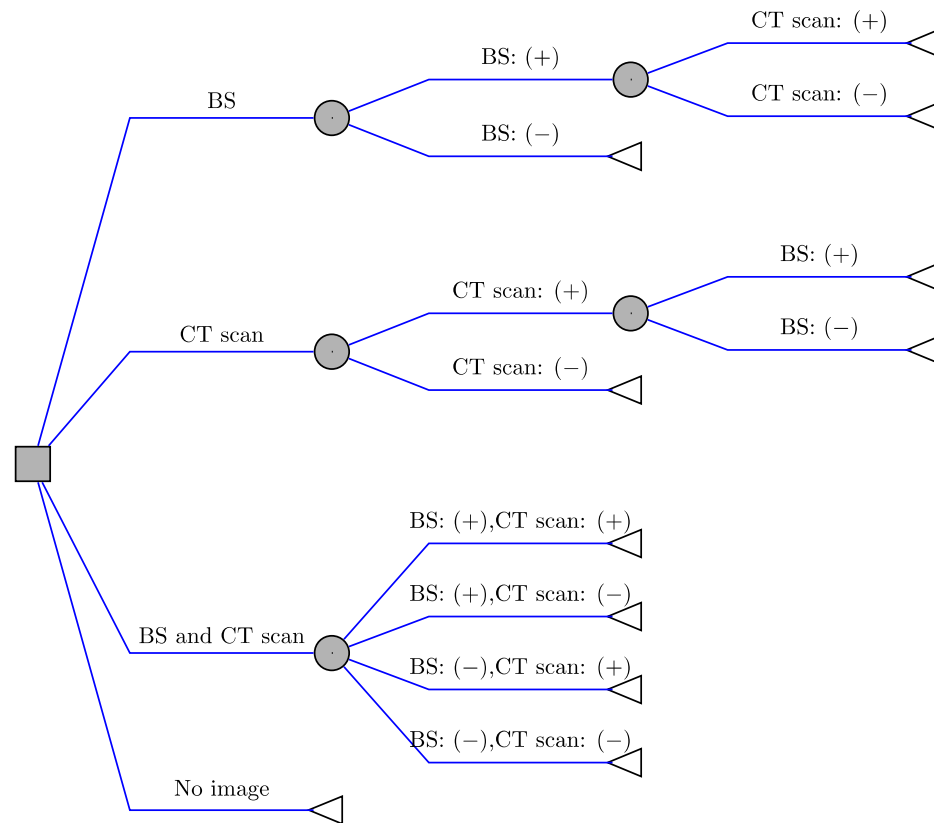 CT scan: (+)
BS: (+)
CT scan: (−)
BS
BS: (−)
BS: (+)
CT scan: (+)
BS: (−)
CT scan
CT scan: (−)
BS: (+),CT scan: (+)
BS: (+),CT scan: (−)
BS and CT scan
BS: (−),CT scan: (+)
BS: (−),CT scan: (−)
No image